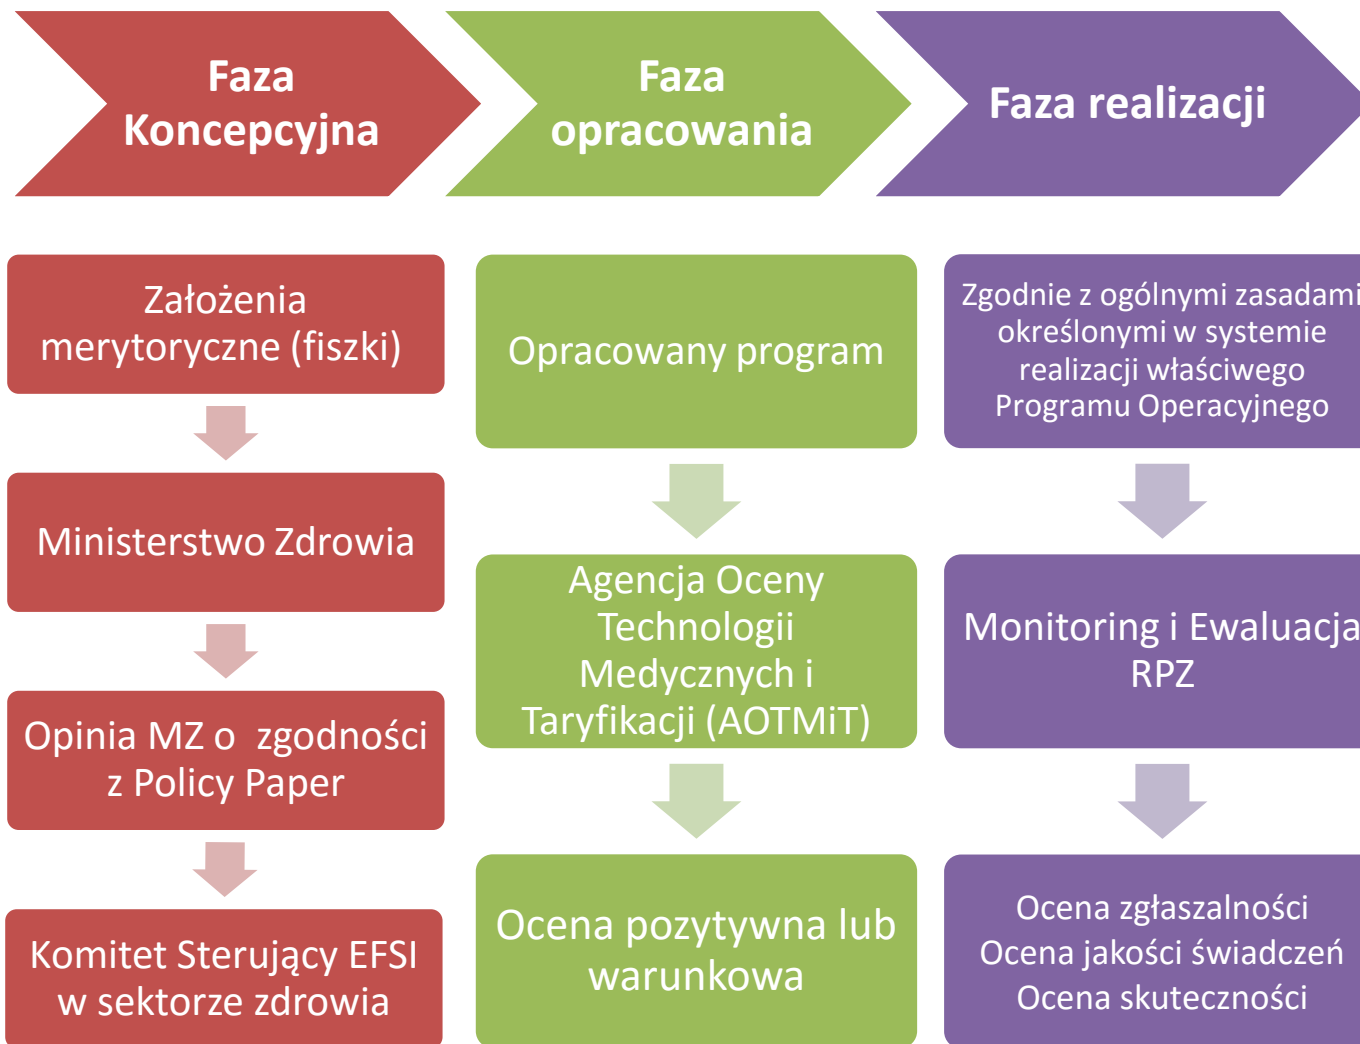 Faza
Koncepcyjna
Faza
opracowania
Faza realizacji
Założenia
merytoryczne (fiszki)
Ministerstwo Zdrowia
Opinia MZ o  zgodności
z Policy Paper
Komitet Sterujący EFSI
w sektorze zdrowia
Opracowany program
Agencja Oceny
Technologii
Medycznych i
Taryfikacji (AOTMiT)
Ocena pozytywna lub
warunkowa
Zgodnie z ogólnymi zasadami
określonymi w systemie
realizacji właściwego
Programu Operacyjnego
Monitoring i Ewaluacja
RPZ
Ocena zgłaszalności
Ocena jakości świadczeń
Ocena skuteczności